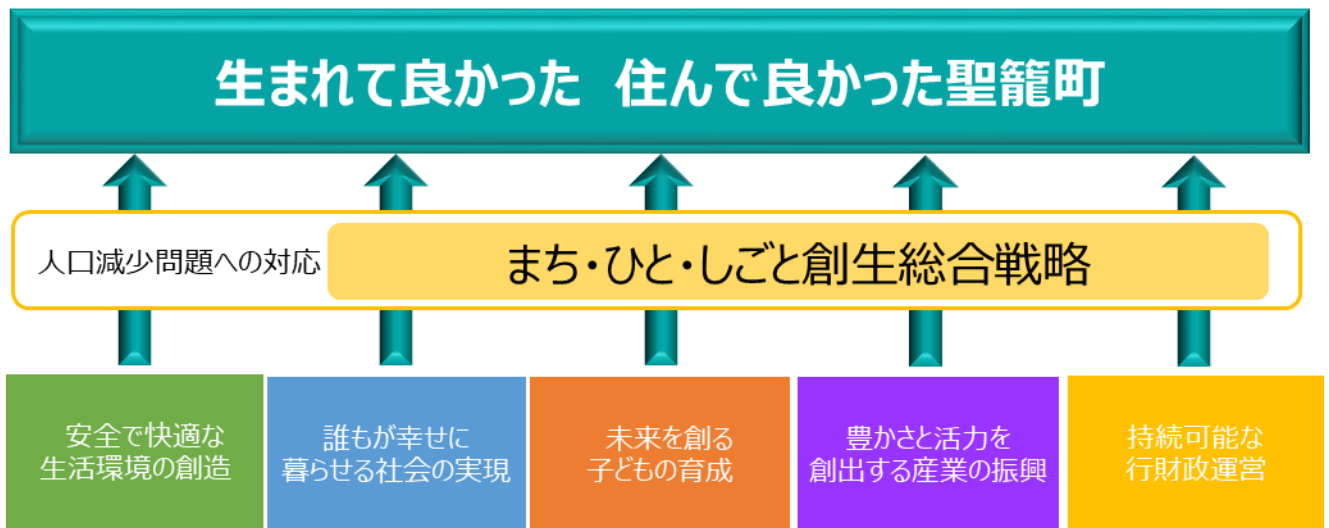 生まれて良かった 住んで良かった聖籠町
人口減少問題への対応
まち・ひと・しごと創生総合戦略
安全で快適な
生活環境の創造
誰もが幸せに
暮らせる社会の実現
未来を創る
子どもの育成
豊かさと活力を
創出する産業の振興
持続可能な
行財政運営